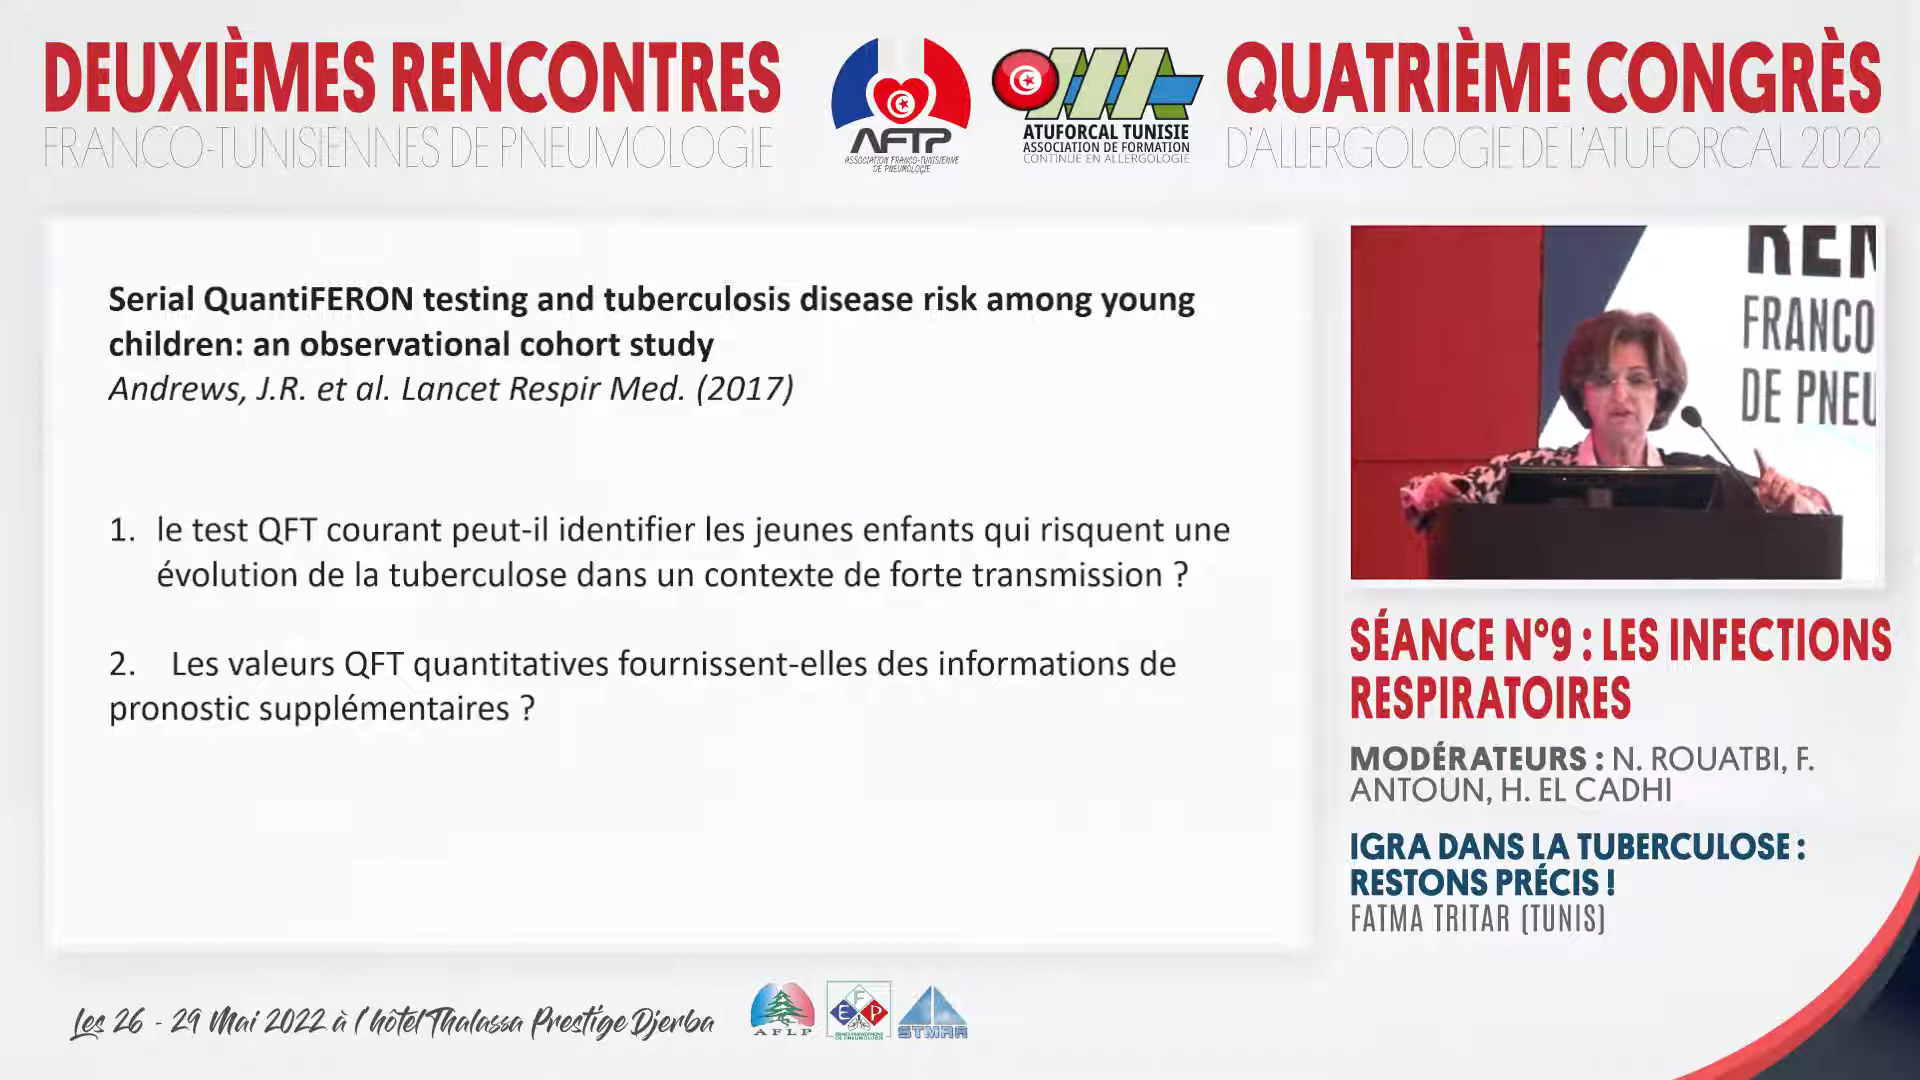 DEUXIÈMES RENCONTRES
FRANCO-TUNISIENNES DE PNEUMOLOGIE
AFTP
ASSOCIATION FRANCO-TUNISIENNE
DE PNEUMOLOGIE
ATUFORCAL TUNISIE
ASSOCIATION DE FORMATION
CONTINUE EN ALLERGOLOGIE
QUATRIÈME CONGRÈS
D'ALLERGOLOGIE DE L'ATUFORCAL 2022
Serial QuantiFERON testing and tuberculosis disease risk among young
children: an observational cohort study
Andrews, J.R. et al. Lancet Respir Med. (2017)
1. le test QFT courant peut-il identifier les jeunes enfants qui risquent une
évolution de la tuberculose dans un contexte de forte transmission ?
2. Les valeurs QFT quantitatives fournissent-elles des informations de
pronostic supplémentaires ?
REN
FRANCO
DE PNEU
SÉANCE N°9 : LES INFECTIONS
RESPIRATOIRES
MODÉRATEURS : N. ROUATBI, F.
ANTOUN, H. EL CADHI
IGRA DANS LA TUBERCULOSE :
RESTONS PRÉCIS !
FATMA TRITAR (TUNIS)
Les 26 - 29 Mai 2022 à l'hôtel Thalassa Prestige Djerba
AFLP
EFP
ESPACE FRANCOPHONE
DE PNEUMOLOGIE
STMRA